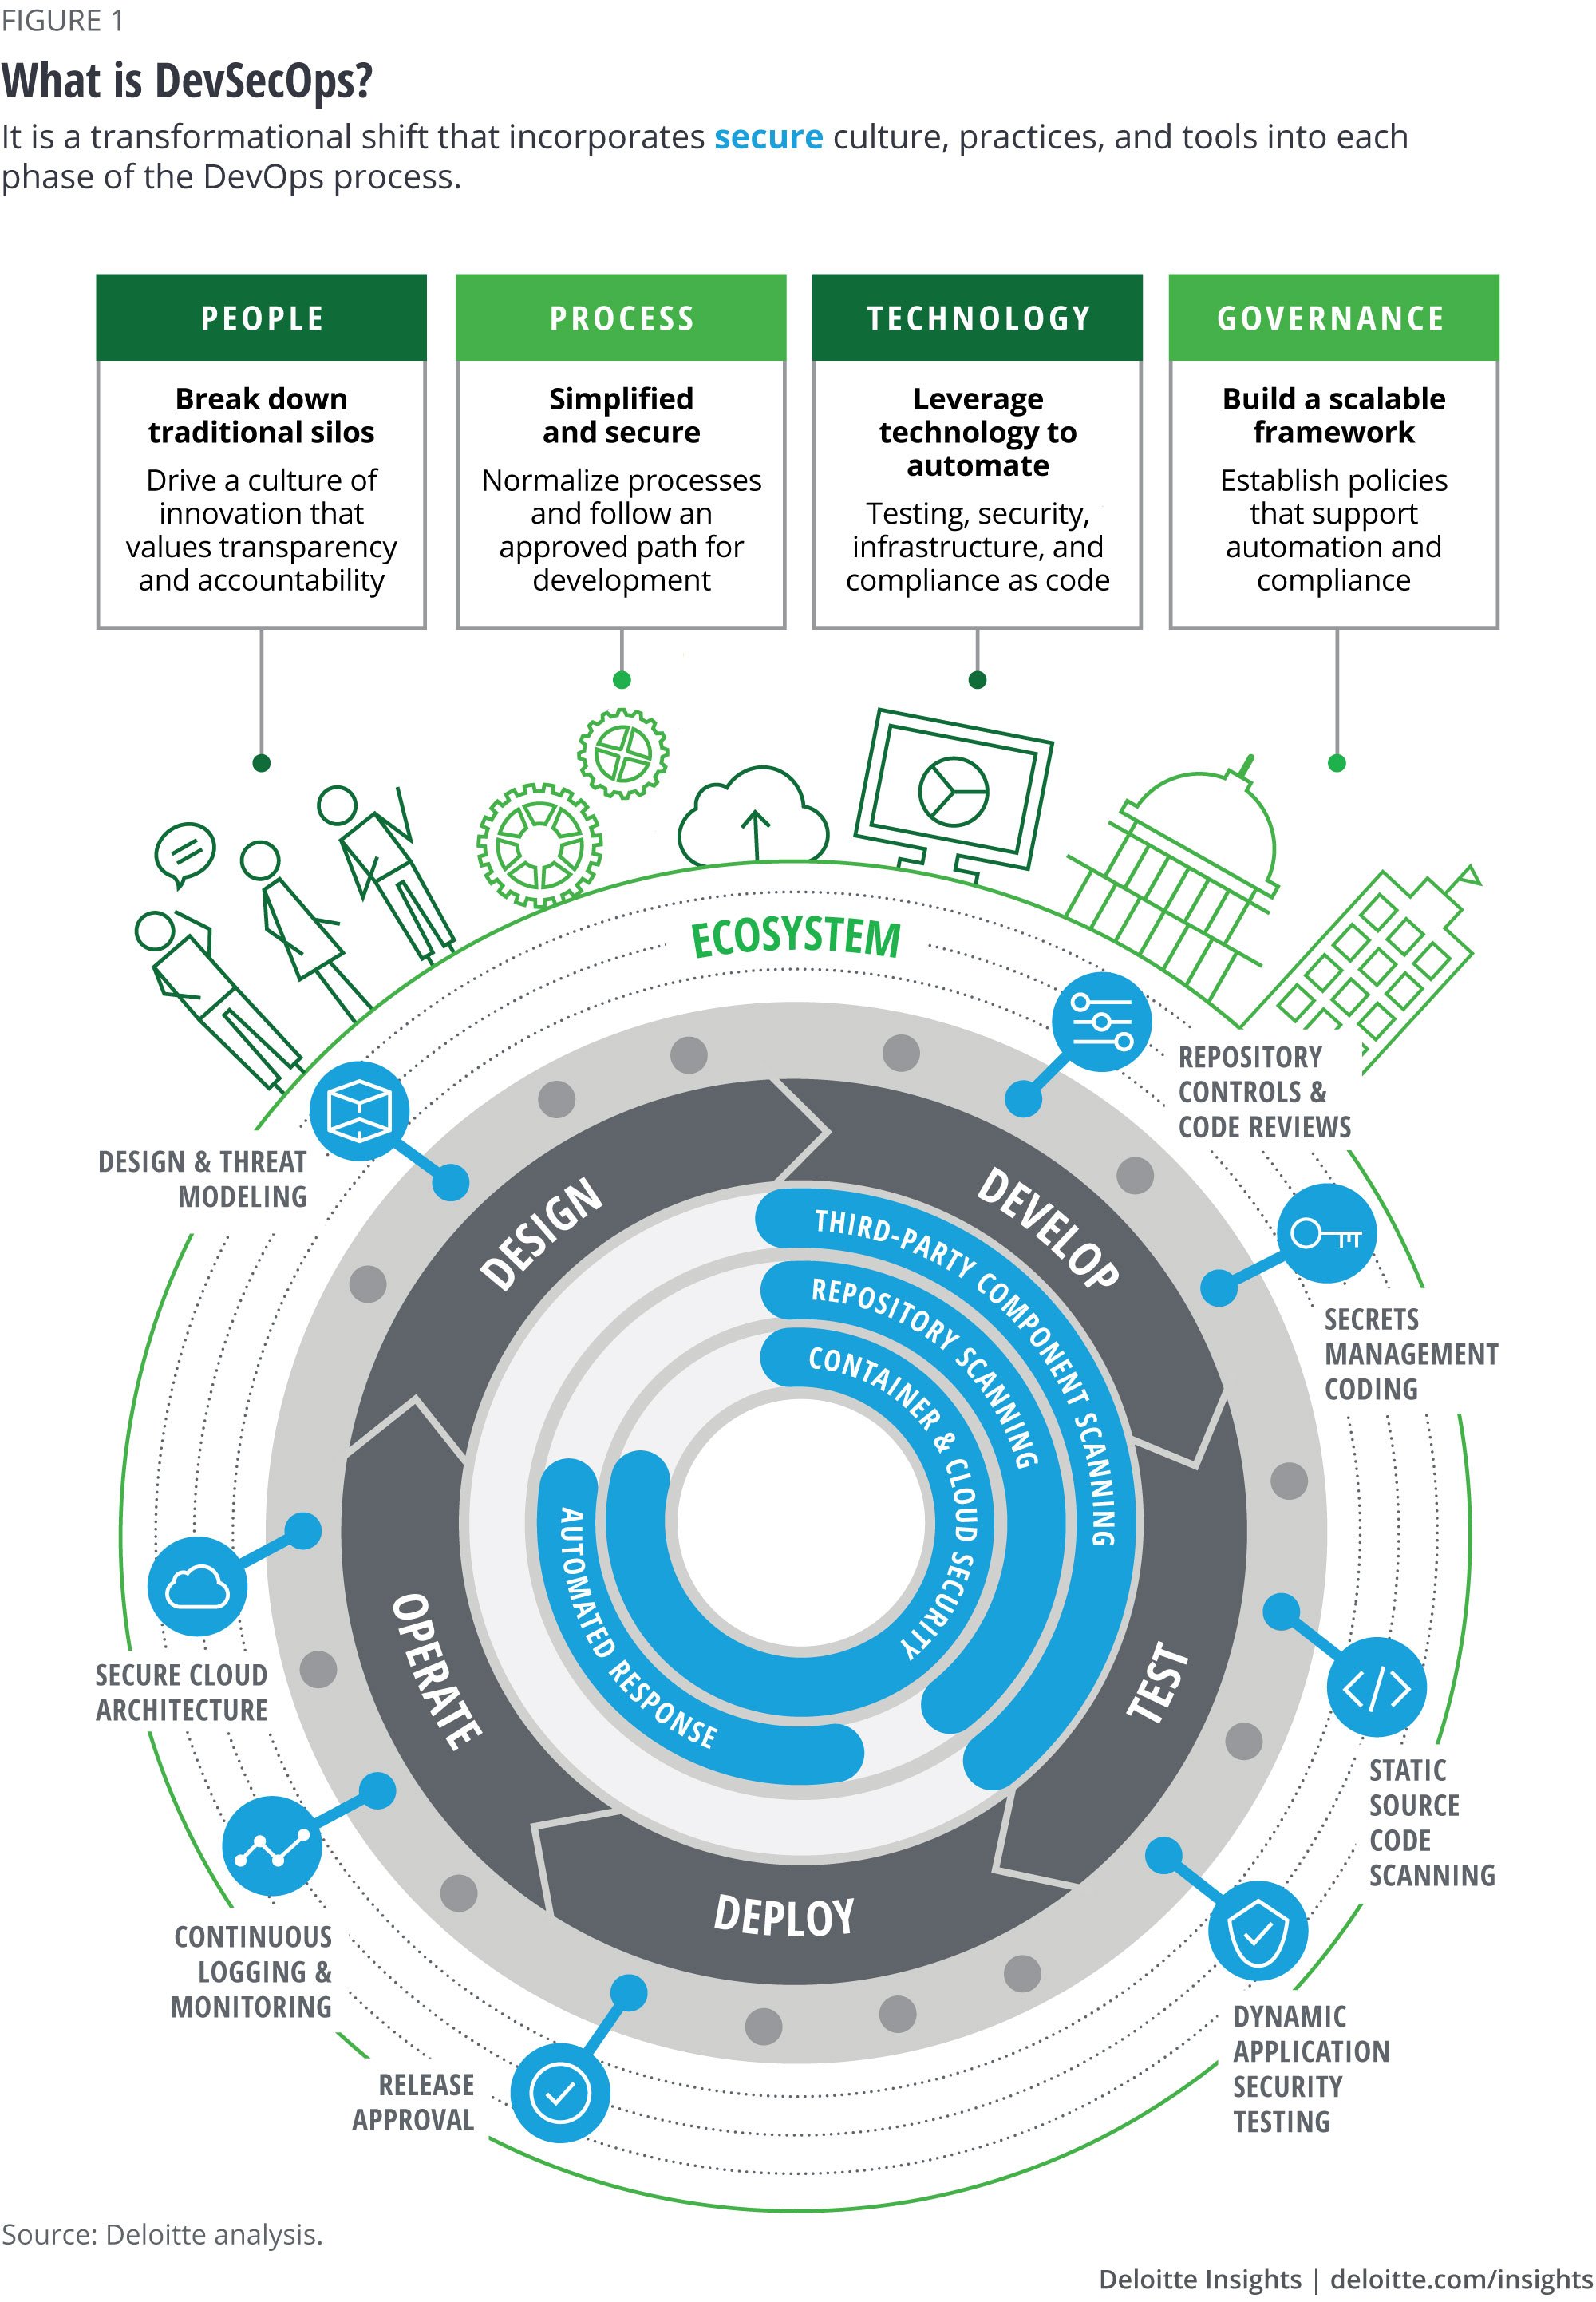 FIGURE 1
What is DevSecOps?
It is a transformational shift that incorporates secure culture, practices, and tools into each
phase of the DevOps process.
PEOPLE
Break down
traditional silos
Drive a culture of
innovation that
values transparency
and accountability
PROCESS
Simplified
and secure
Normalize processes
and follow an
approved path for
development
TECHNOLOGY
Leverage
technology to
automate
Testing, security,
infrastructure, and
compliance as code
GOVERNANCE
Build a scalable
framework
Establish policies
that support
automation and
compliance
ECOSYSTEM
DESIGN & THREAT
MODELING
REPOSITORY
CONTROLS &
CODE REVIEWS
SECRETS
MANAGEMENT
CODING
STATIC
SOURCE
CODE
SCANNING
DYNAMIC
APPLICATION
SECURITY
TESTING
RELEASE
APPROVAL
CONTINUOUS
LOGGING &
MONITORING
SECURE CLOUD
ARCHITECTURE
DESIGN
DEVELOP
TEST
DEPLOY
OPERATE
THIRD-PARTY COMPONENT SCANNING
REPOSITORY SCANNING
CONTAINER & CLOUD SECURITY
AUTOMATED RESPONSE
Source: Deloitte analysis.
Deloitte Insights | deloitte.com/insights